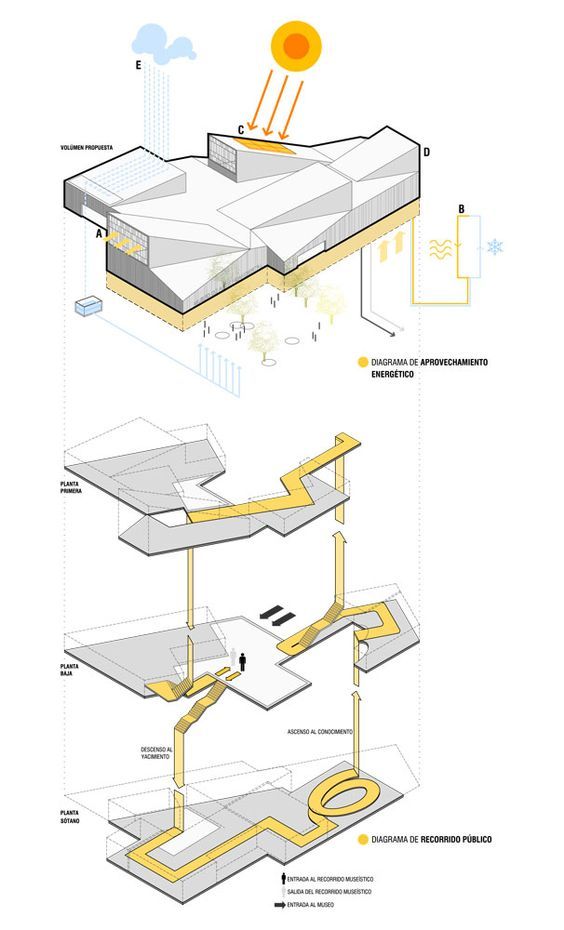 E
C
VOLÚMEN PROPUESTA
D
B
A
DIAGRAMA DE APROVECHAMIENTO
ENERGÉTICO
PLANTA
PRIMERA
PLANTA
BAJA
ASCENSO AL CONOCIMIENTO
DESCENSO AL
YACIMIENTO
PLANTA
SÓTANO
DIAGRAMA DE RECORRIDO PÚBLICO
ENTRADA AL RECORRIDO MUSEÍSTICO
SALIDA DEL RECORRIDO MUSEÍSTICO
ENTRADA AL MUSEO